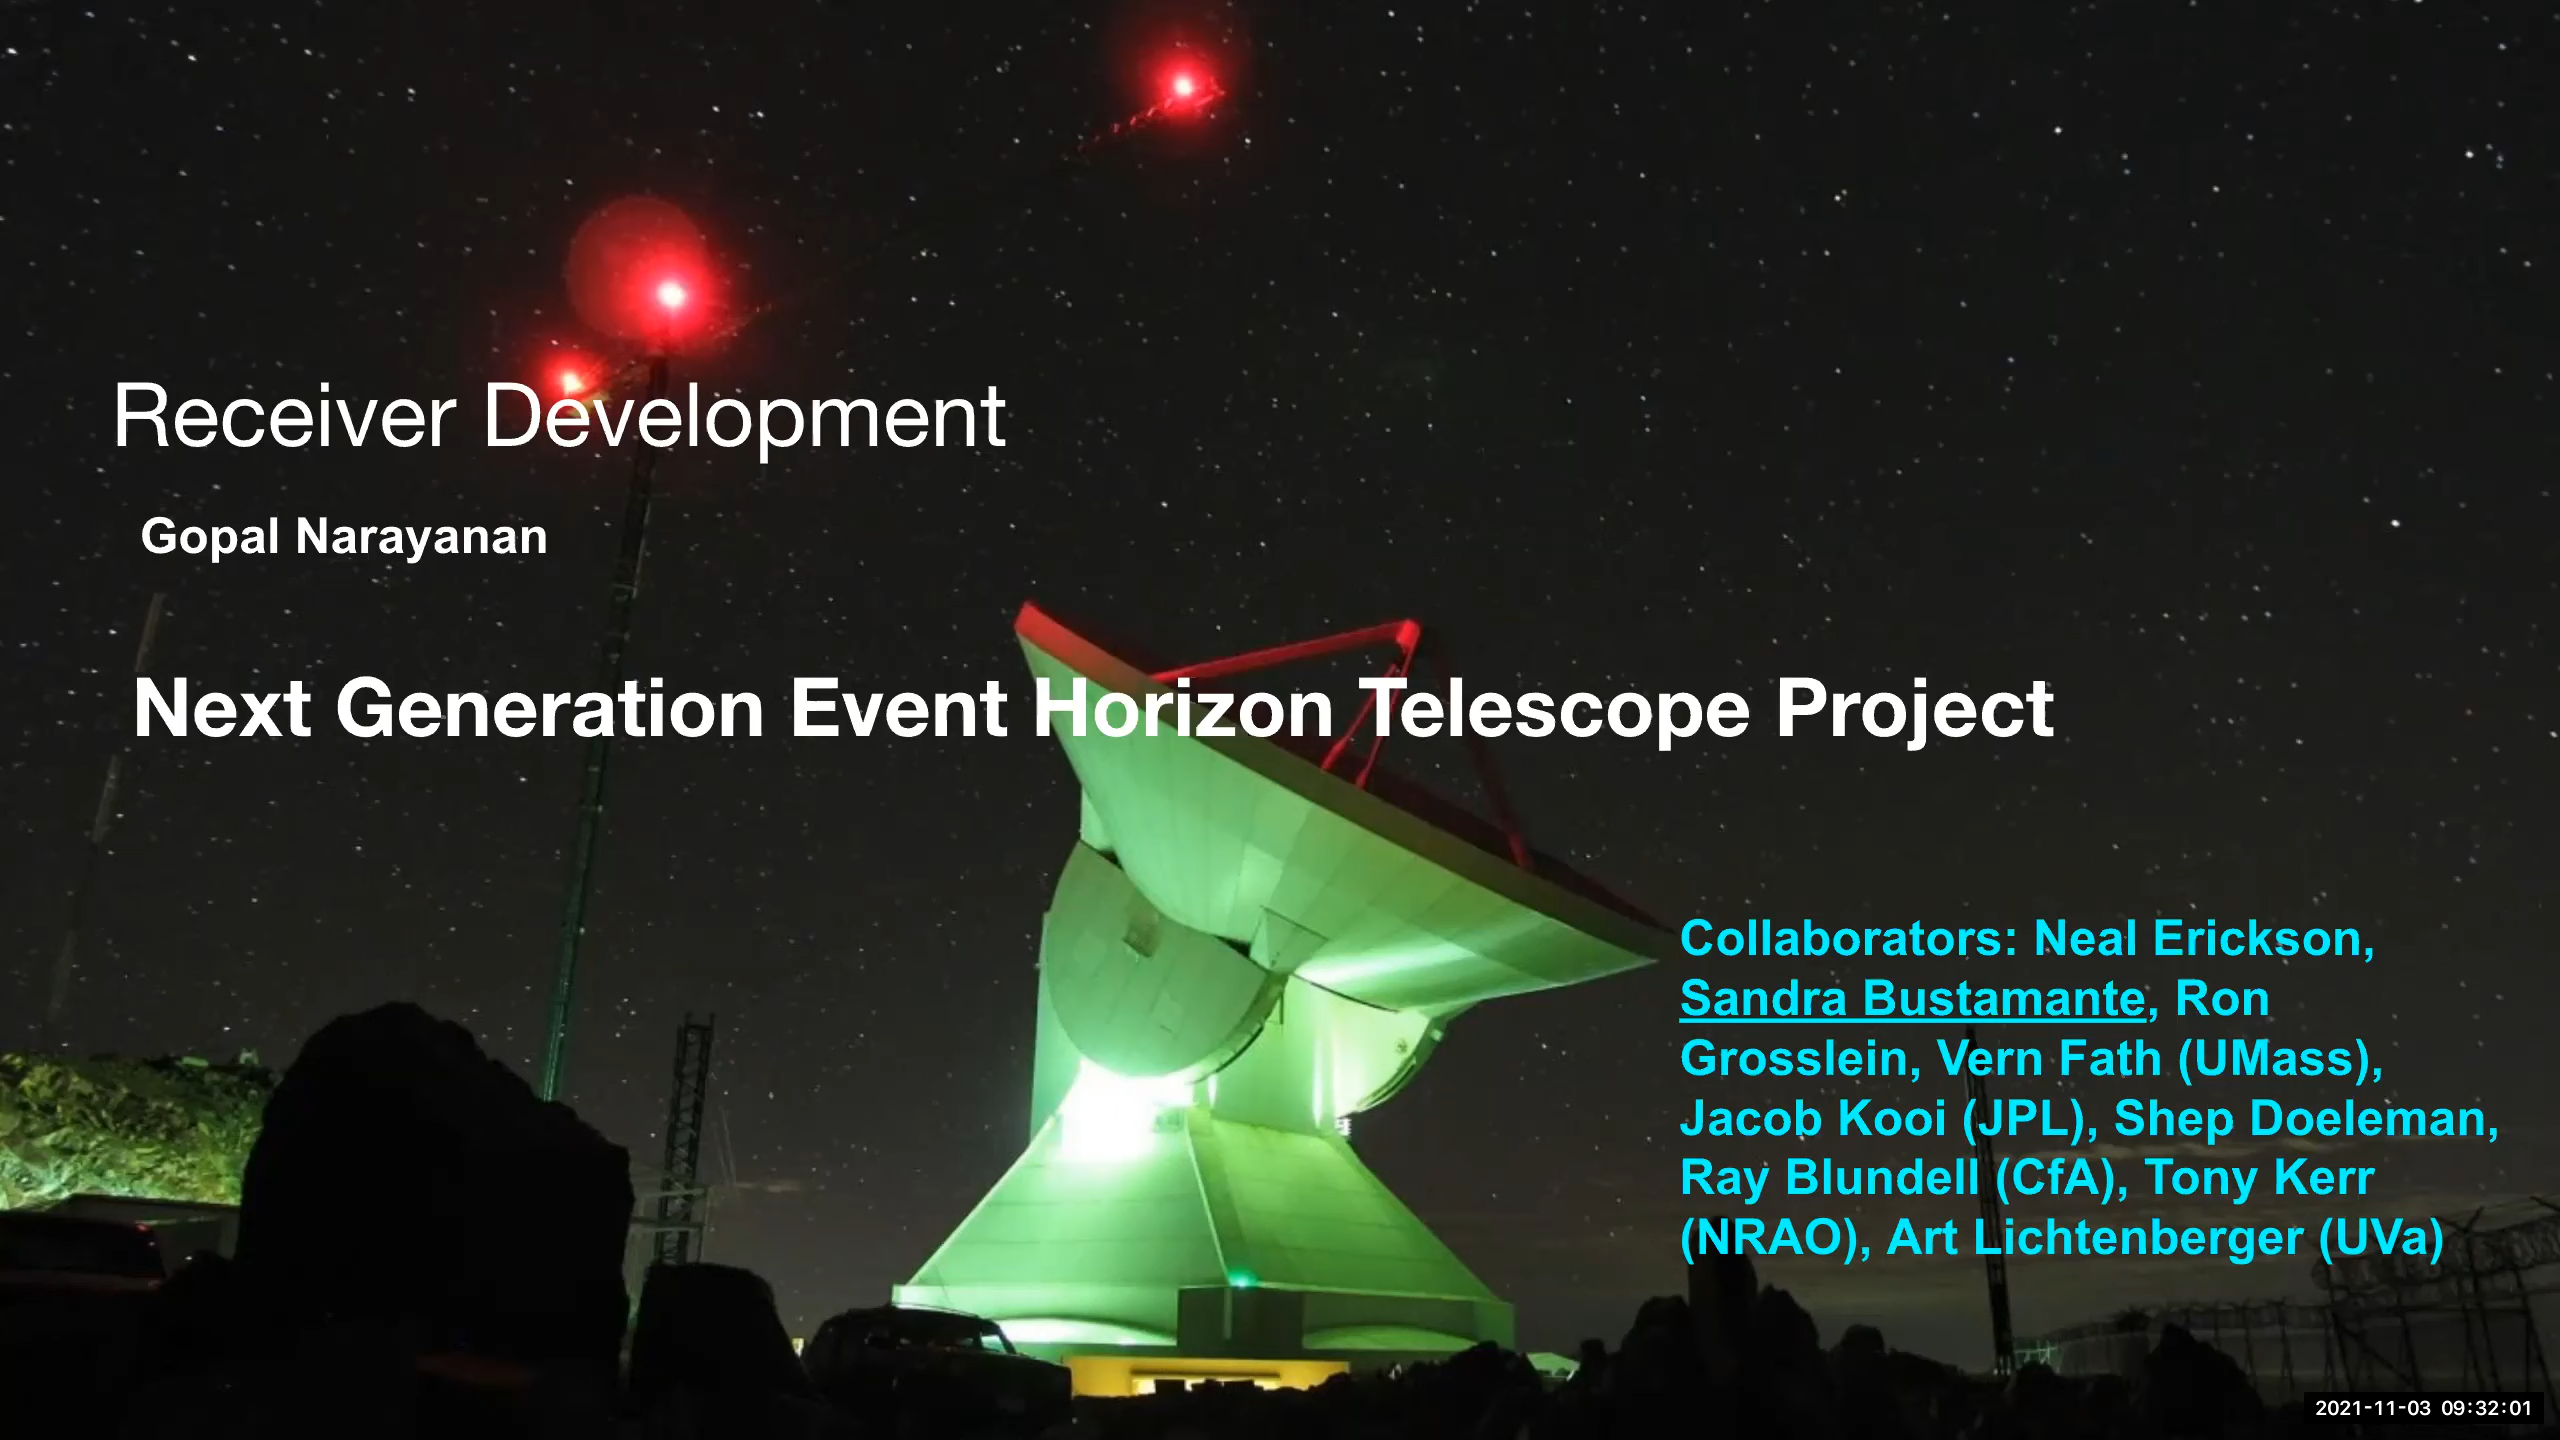 Receiver Development
Gopal Narayanan
Next Generation Event Horizon Telescope Project
Collaborators: Neal Erickson,
Sandra Bustamante, Ron
Grosslein, Vern Fath (UMass),
Jacob Kooi (JPL), Shep Doeleman,
Ray Blundell (CfA), Tony Kerr
(NRAO), Art Lichtenberger (UVa)
2021-11-03 09:32:01